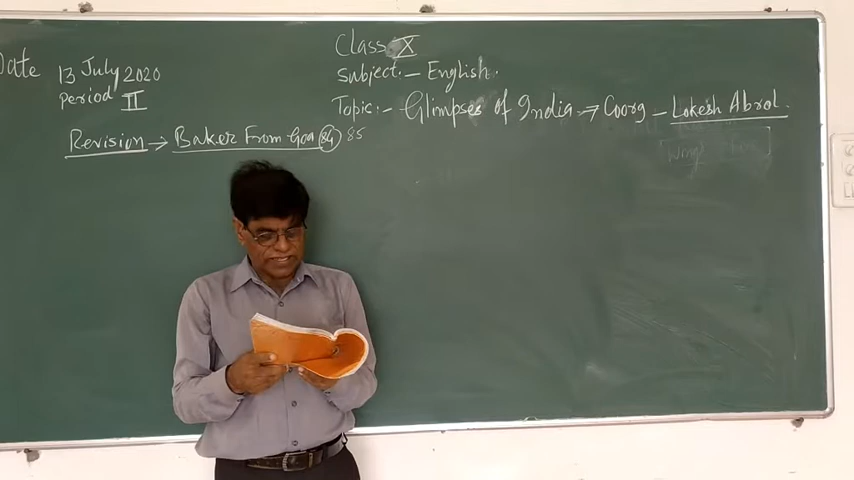 Date 13 July 2020
Period II
Class X
Subject:- English.
Topic:- Glimpses of India → Coorg - Lokesh Abrol.
Revision → Baker From Goa 84 85